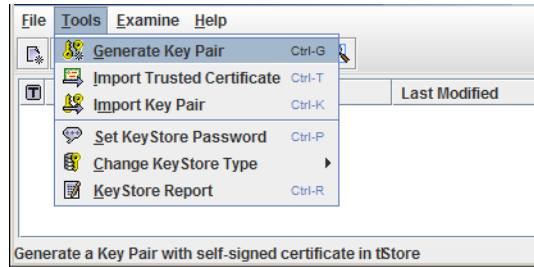 File Tools Examine Help
Generate Key Pair Ctrl-G
Import Trusted Certificate Ctrl-T
Import Key Pair Ctrl-K
Set KeyStore Password Ctrl-P
Change KeyStore Type
KeyStore Report Ctrl-R
T Last Modified
Generate a Key Pair with self-signed certificate in